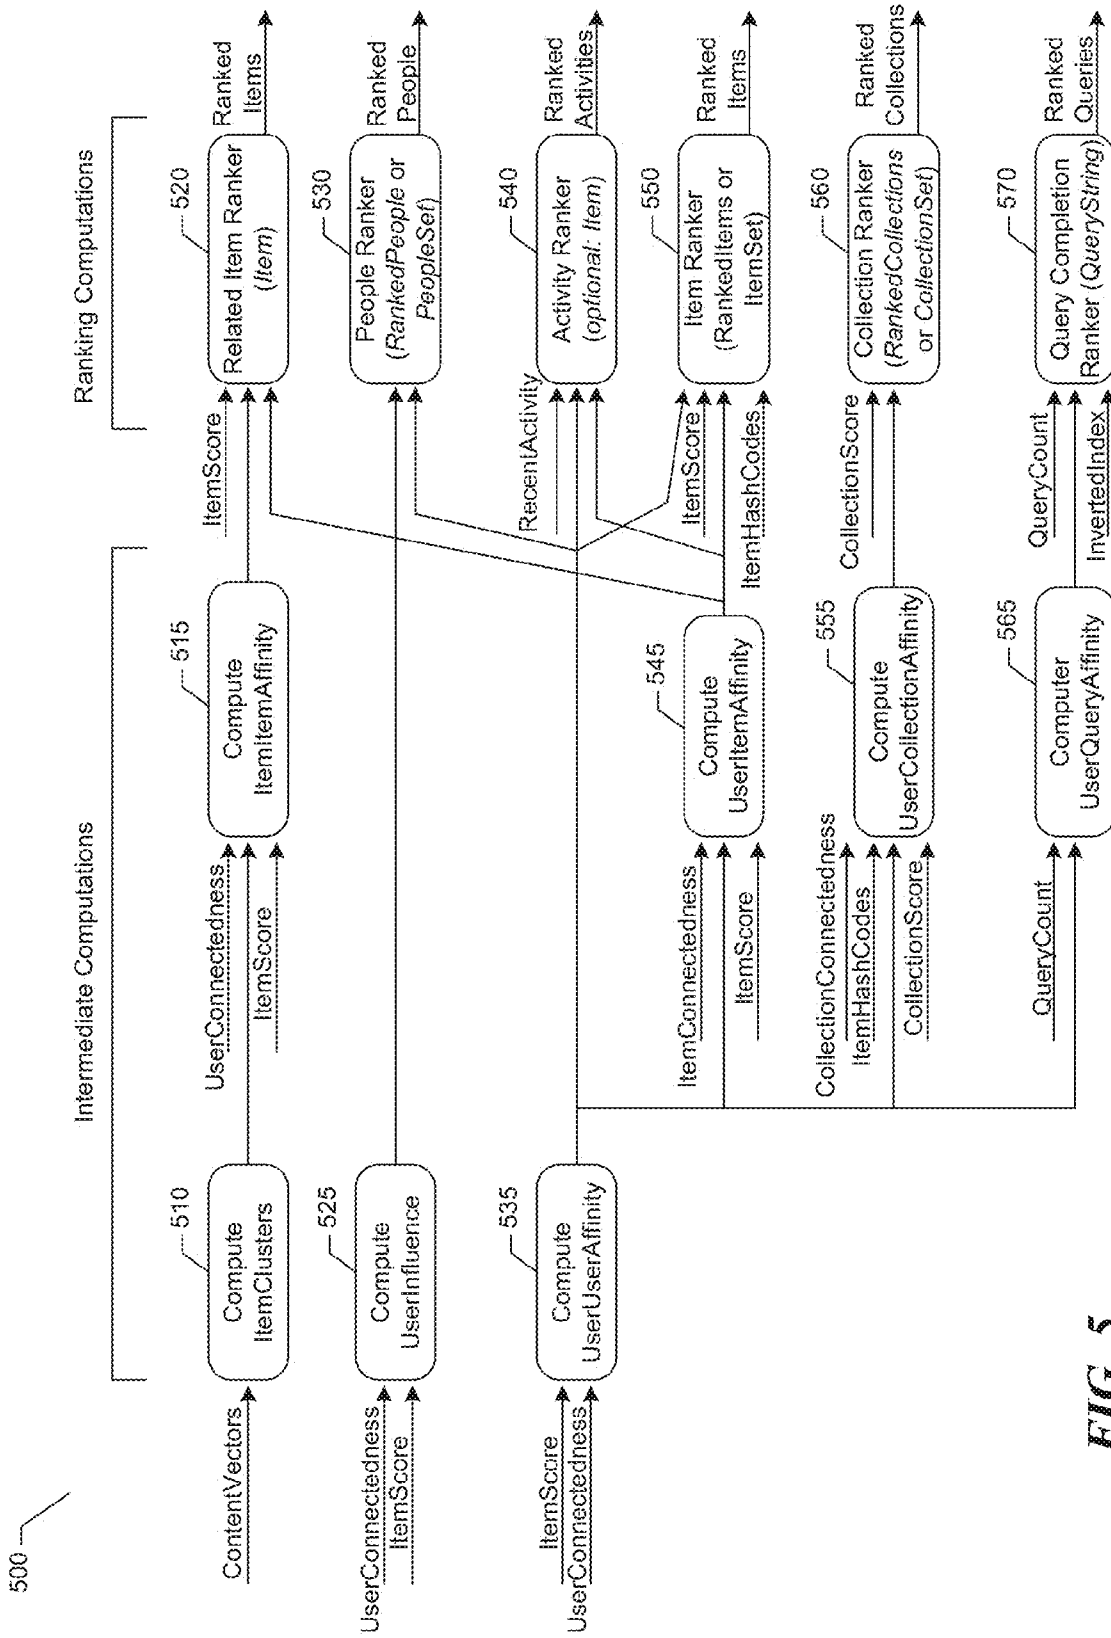 500
Intermediate Computations
Ranking Computations
ContentVectors
510
Compute
ItemClusters
UserConnectedness
ItemScore
515
Compute
ItemItemAffinity
ItemScore
520
Related Item Ranker
(Item)
Ranked
Items
UserConnectedness
ItemScore
525
Compute
UserInfluence
530
People Ranker
(RankedPeople or
PeopleSet)
Ranked
People
ItemScore
UserConnectedness
535
Compute
UserUserAffinity
RecentActivity
540
Activity Ranker
(optional: Item)
Ranked
Activities
ItemConnectedness
ItemScore
545
Compute
UserItemAffinity
ItemScore
ItemHashCodes
550
Item Ranker
(RankedItems or
ItemSet)
Ranked
Items
CollectionConnectedness
ItemHashCodes
CollectionScore
555
Compute
UserCollectionAffinity
CollectionScore
560
Collection Ranker
(RankedCollections
or CollectionSet)
Ranked
Collections
QueryCount
565
Computer
UserQueryAffinity
QueryCount
InvertedIndex
570
Query Completion
Ranker (QueryString)
Ranked
Queries
FIG. 5